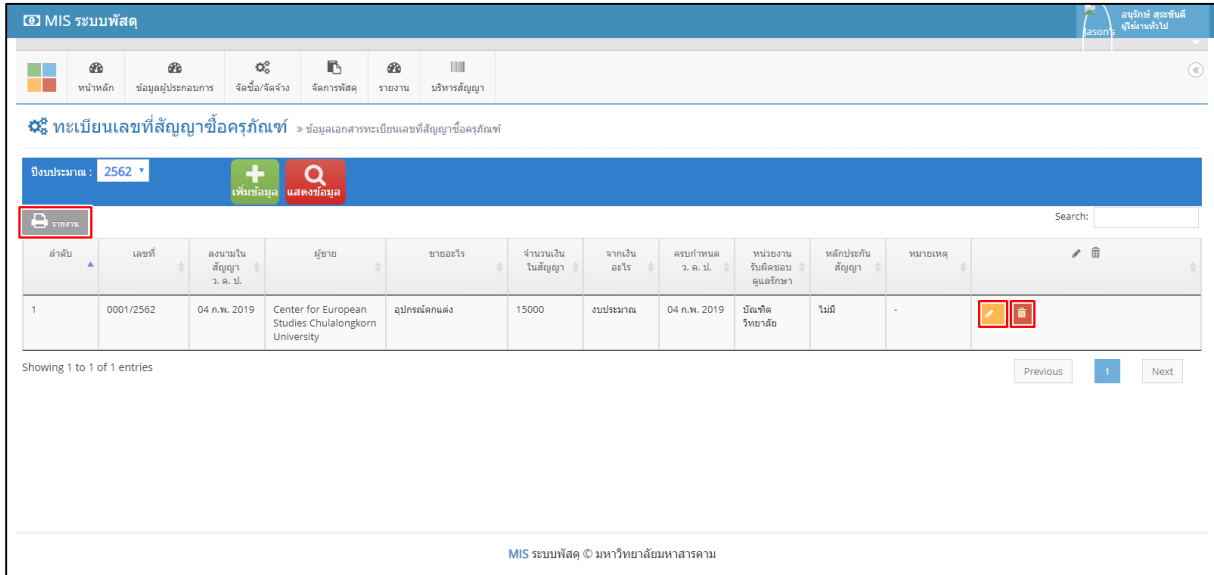 MIS ระบบพัสดุ
อนุรักษ์ สุระขันตี
ผู้ใช้งานทั่วไป
Jason's
หน้าหลัก ข้อมูลผู้ประกอบการ จัดซื้อ/จัดจ้าง จัดการพัสดุ รายงาน บริหารสัญญา
ทะเบียนเลขที่สัญญาซื้อครุภัณฑ์ » ข้อมูลเอกสารทะเบียนเลขที่สัญญาซื้อครุภัณฑ์
ปีงบประมาณ : 2562 เพิ่มข้อมูล แสดงข้อมูล
รายงาน Search:
ลำดับ เลขที่ ลงนามใน ผู้ขาย ขายอะไร จำนวนเงิน จากเงิน ครบกำหนด หน่วยงาน หลักประกัน หมายเหตุ
สัญญา ในสัญญา อะไร ว. ด. ป. รับผิดชอบ สัญญา
ว. ด. ป. ดูแลรักษา
1 0001/2562 04 ก.พ. 2019 Center for European อุปกรณ์ตกแต่ง 15000 งบประมาณ 04 ก.พ. 2019 บัณฑิต ไม่มี -
Studies Chulalongkorn วิทยาลัย
University
Showing 1 to 1 of 1 entries
Previous 1 Next
MIS ระบบพัสดุ © มหาวิทยาลัยมหาสารคาม